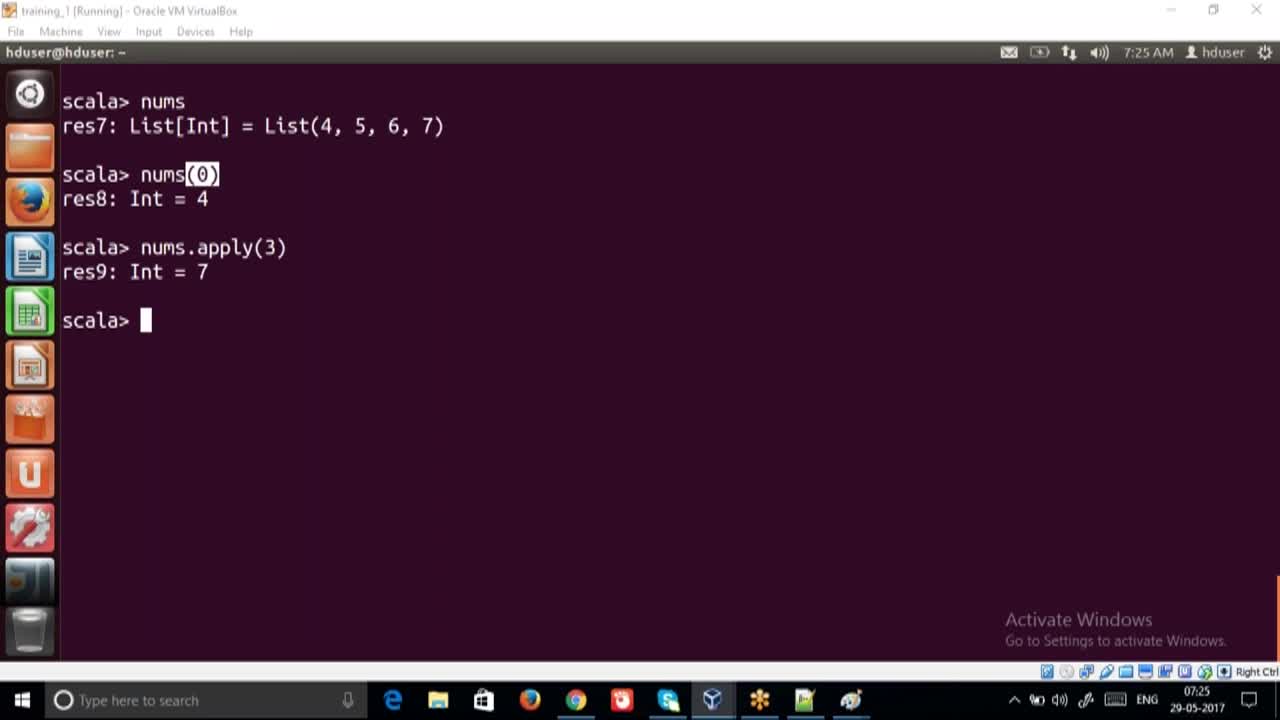 training_1 [Running] - Oracle VM VirtualBox
File Machine View Input Devices Help
hduser@hduser: ~
7:25 AM hduser
scala> nums
res7: List[Int] = List(4, 5, 6, 7)
scala> nums(0)
res8: Int = 4
scala> nums.apply(3)
res9: Int = 7
scala>
Activate Windows
Go to Settings to activate Windows.
Right Ctrl
Type here to search
ENG
07:25
29-05-2017